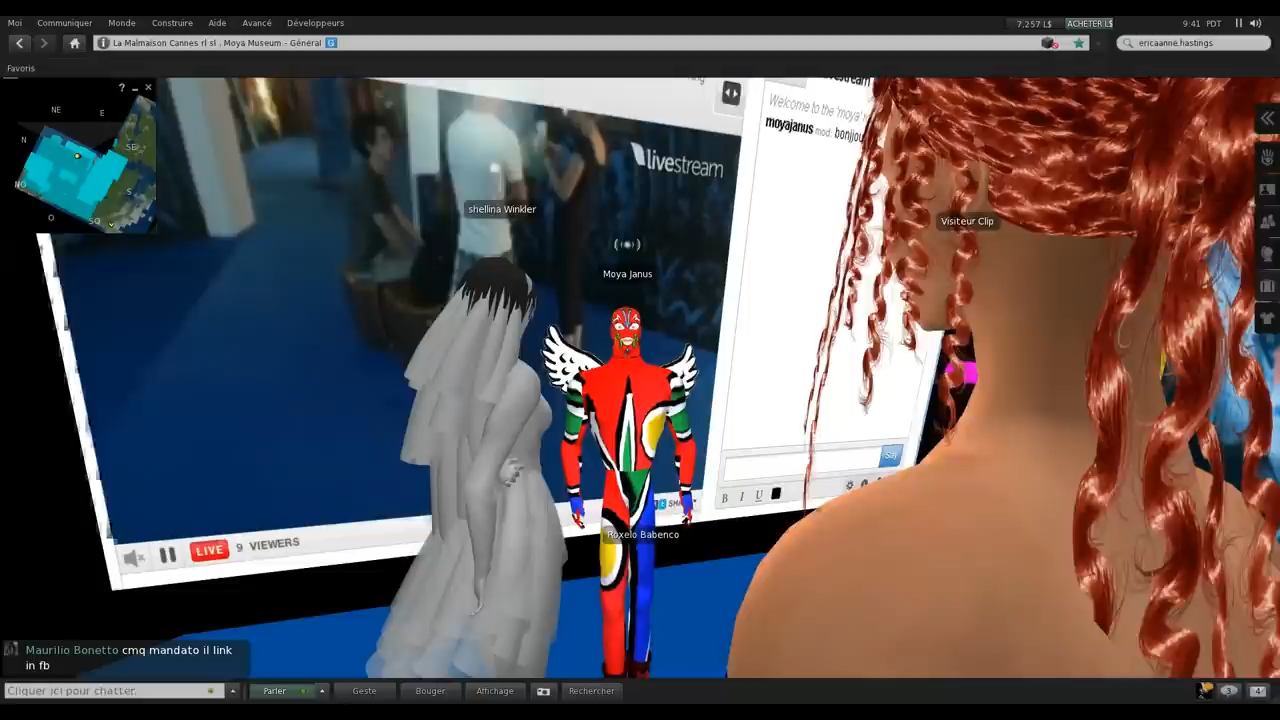 Moi Communiquer Monde Construire Aide Avancé Développeurs
7,257 L$ ACHETER L$ 9:41 PDT
La Malmaison Cannes rl sl , Moya Museum - Général G
ericaanne.hastings
Favoris
? _ ×
NE E
N SE
NO S
O SO
livestream
Welcome to the 'moya'
moyajanus mod: bonjou
shellina Winkler
Visiteur Clip
Moya Janus
Roxelo Babenco
Say
B I U
LIVE 9 VIEWERS
Maurilio Bonetto cmq mandato il link
in fb
Cliquer ici pour chatter.
Parler Geste Bouger Affichage Rechercher
3 4